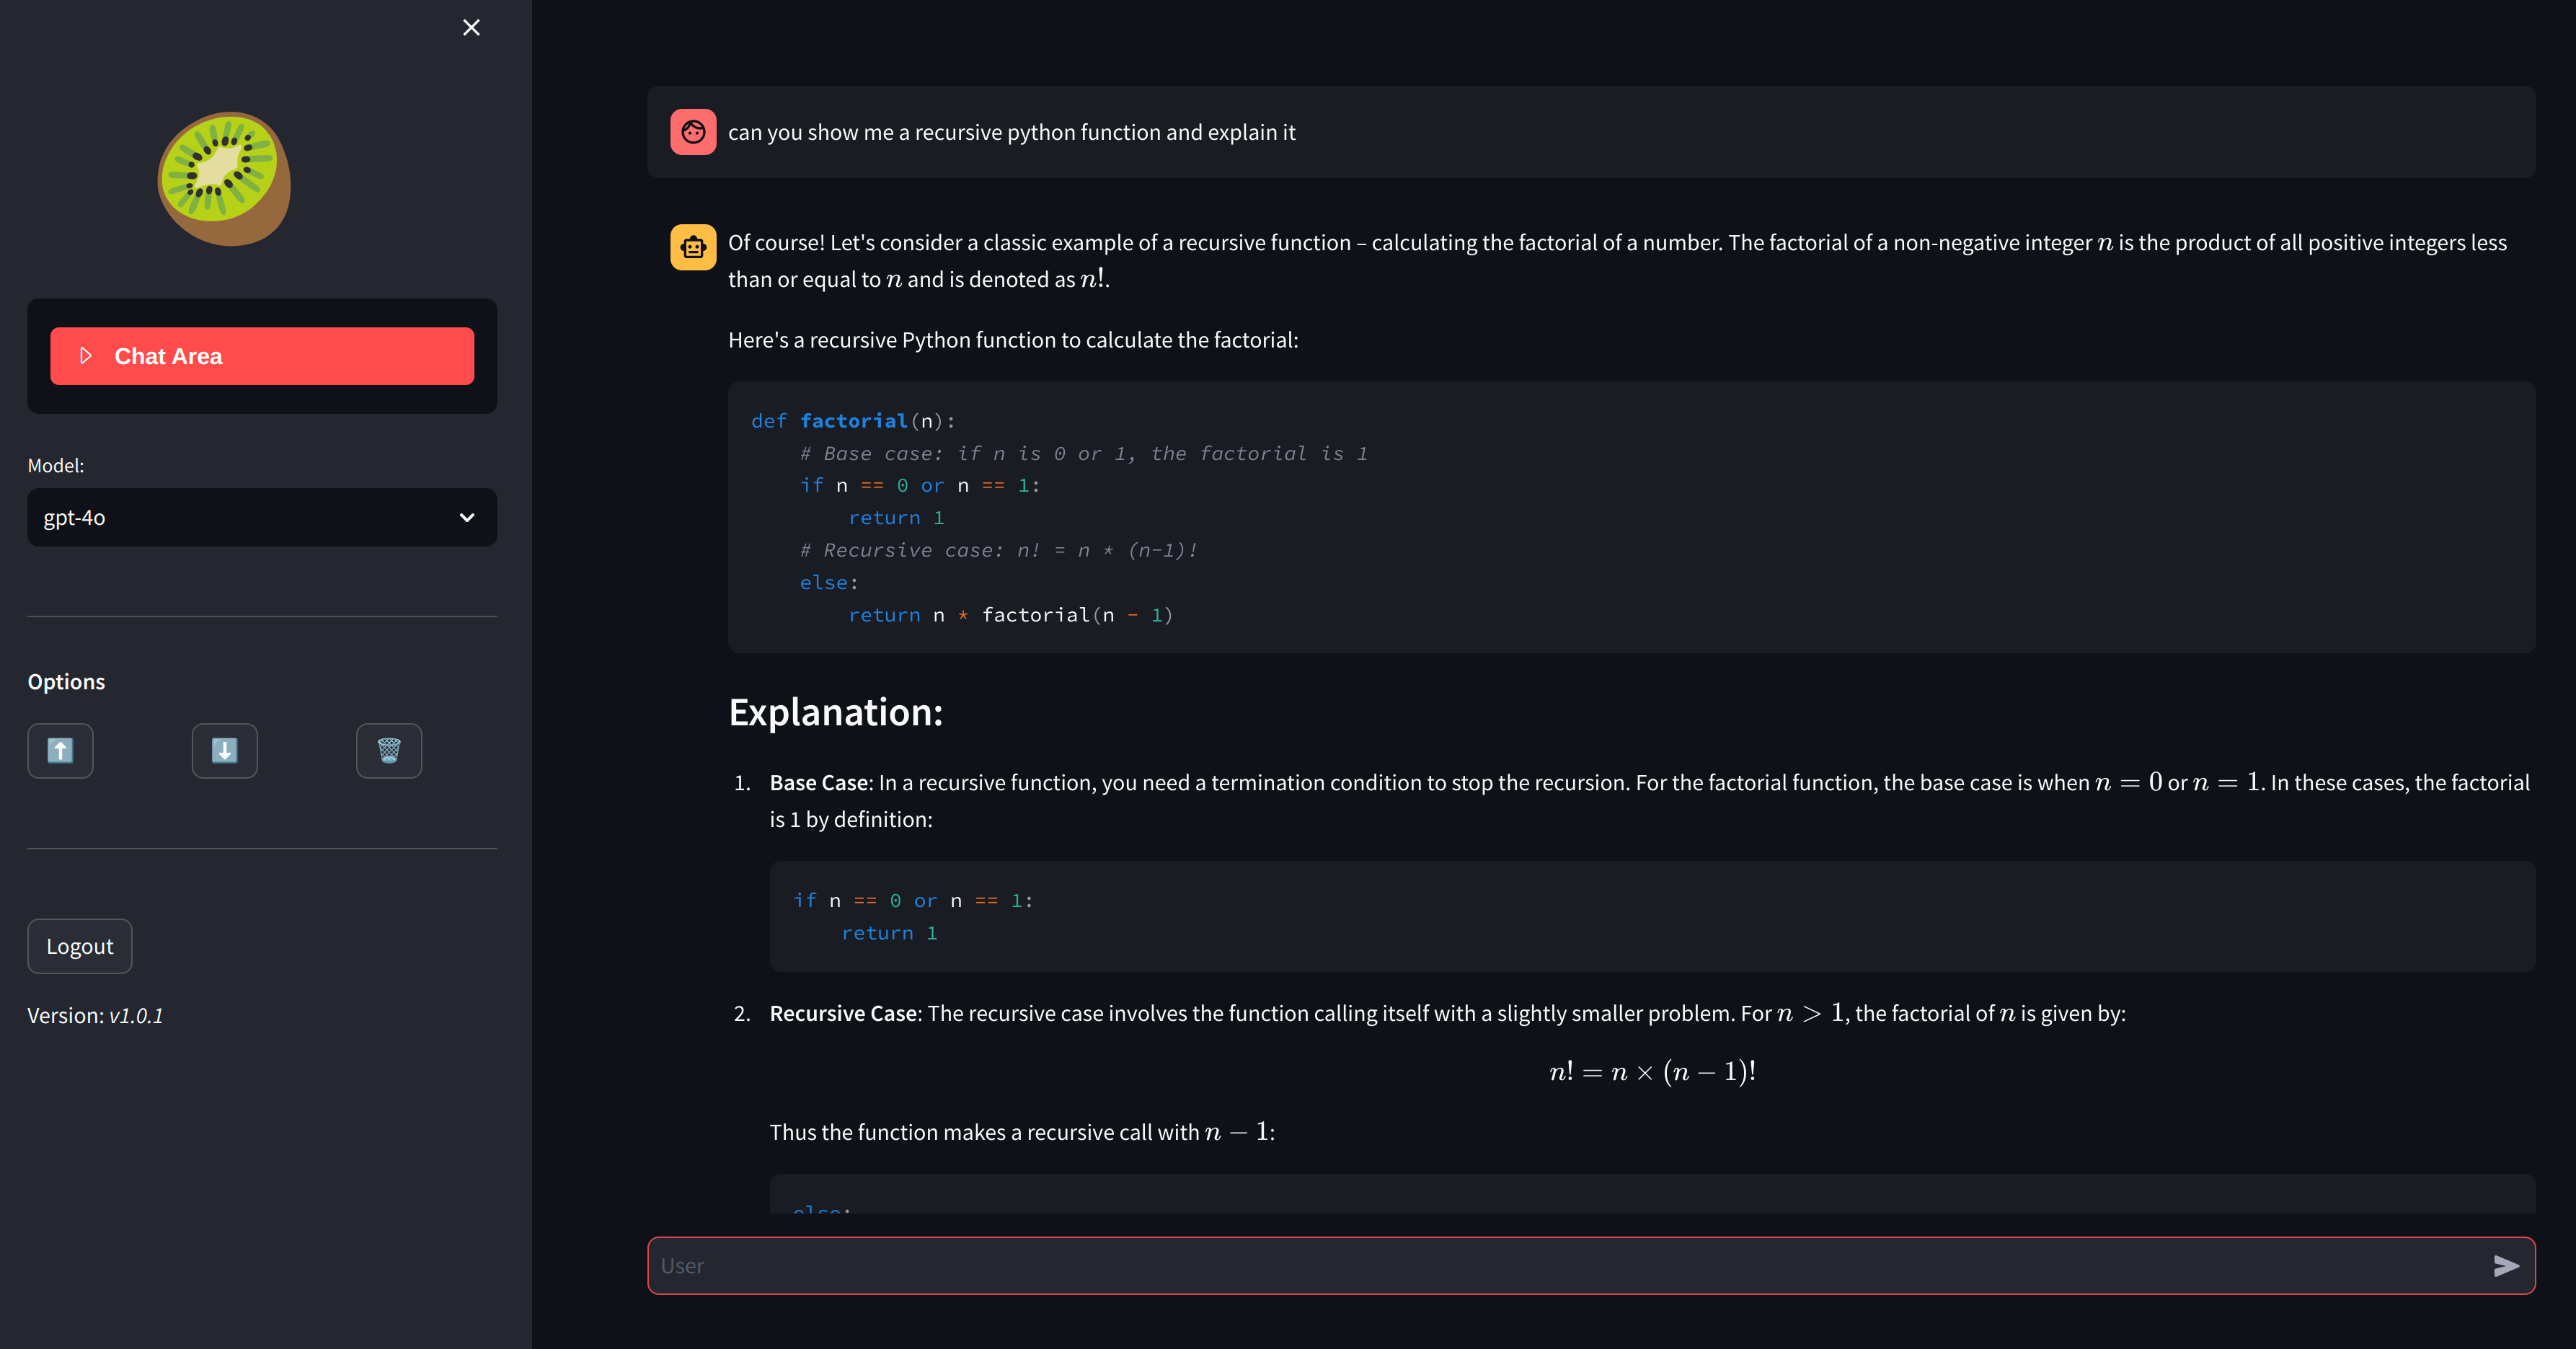 Chat Area
Model:
gpt-4o
Options
Logout
Version: v1.0.1
can you show me a recursive python function and explain it
Of course! Let's consider a classic example of a recursive function – calculating the factorial of a number. The factorial of a non-negative integer n is the product of all positive integers less
than or equal to n and is denoted as n!.
Here's a recursive Python function to calculate the factorial:
def factorial(n):
    # Base case: if n is 0 or 1, the factorial is 1
    if n == 0 or n == 1:
        return 1
    # Recursive case: n! = n * (n-1)!
    else:
        return n * factorial(n - 1)
Explanation:
1. Base Case: In a recursive function, you need a termination condition to stop the recursion. For the factorial function, the base case is when n = 0 or n = 1. In these cases, the factorial
is 1 by definition:
if n == 0 or n == 1:
    return 1
2. Recursive Case: The recursive case involves the function calling itself with a slightly smaller problem. For n > 1, the factorial of n is given by:
n! = n × (n − 1)!
Thus the function makes a recursive call with n − 1:
else:
User